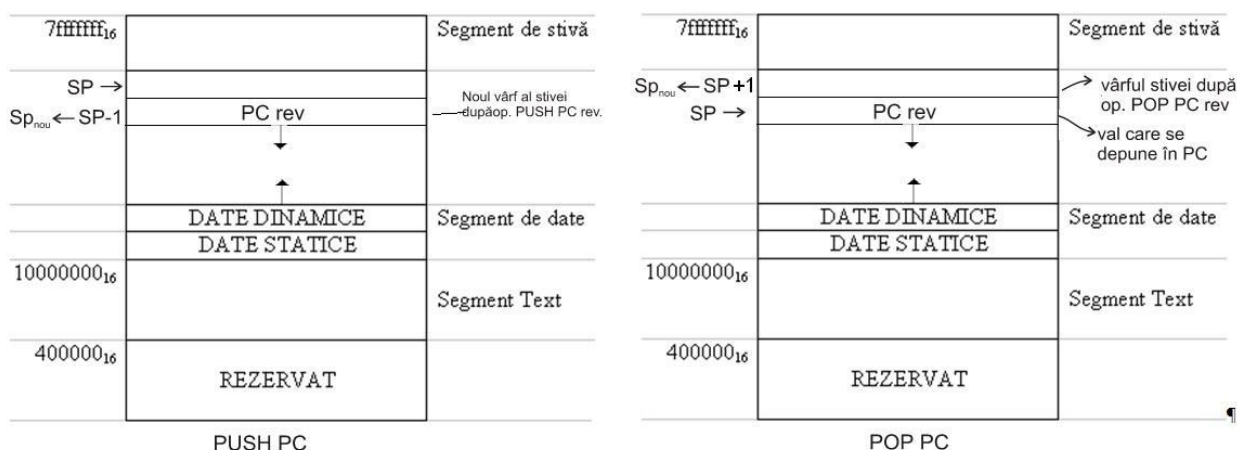 7fffffff16
Segment de stivă
SP →
Spnou ← SP-1
PC rev
Noul vârf al stivei
dupăop. PUSH PC rev.
DATE DINAMICE
Segment de date
DATE STATICE
1000000016
Segment Text
40000016
REZERVAT
PUSH PC
7fffffff16
Segment de stivă
Spnou ← SP+1
SP →
PC rev
vârful stivei după
op. POP PC rev
val care se
depune în PC
DATE DINAMICE
Segment de date
DATE STATICE
1000000016
Segment Text
40000016
REZERVAT
¶
POP PC